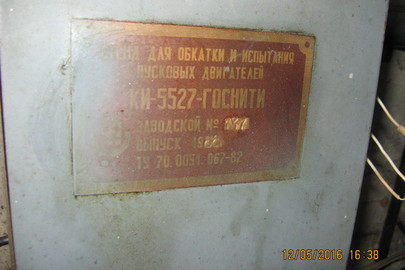 СТЕНД ДЛЯ ОБКАТКИ И ИСПЫТАНИЯ
ПУСКОВЫХ ДВИГАТЕЛЕЙ
КИ-5527-ГОСНИТИ
ЗАВОДСКОЙ №
ВЫПУСК
ТУ 70.0051.067-82
12/05/2016 16:38